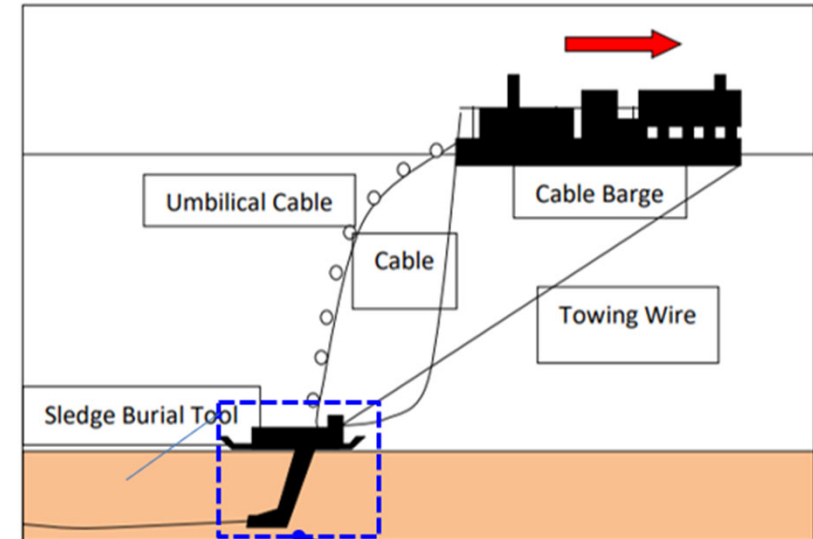 Umbilical Cable
Cable Barge
Cable
Towing Wire
Sledge Burial Tool